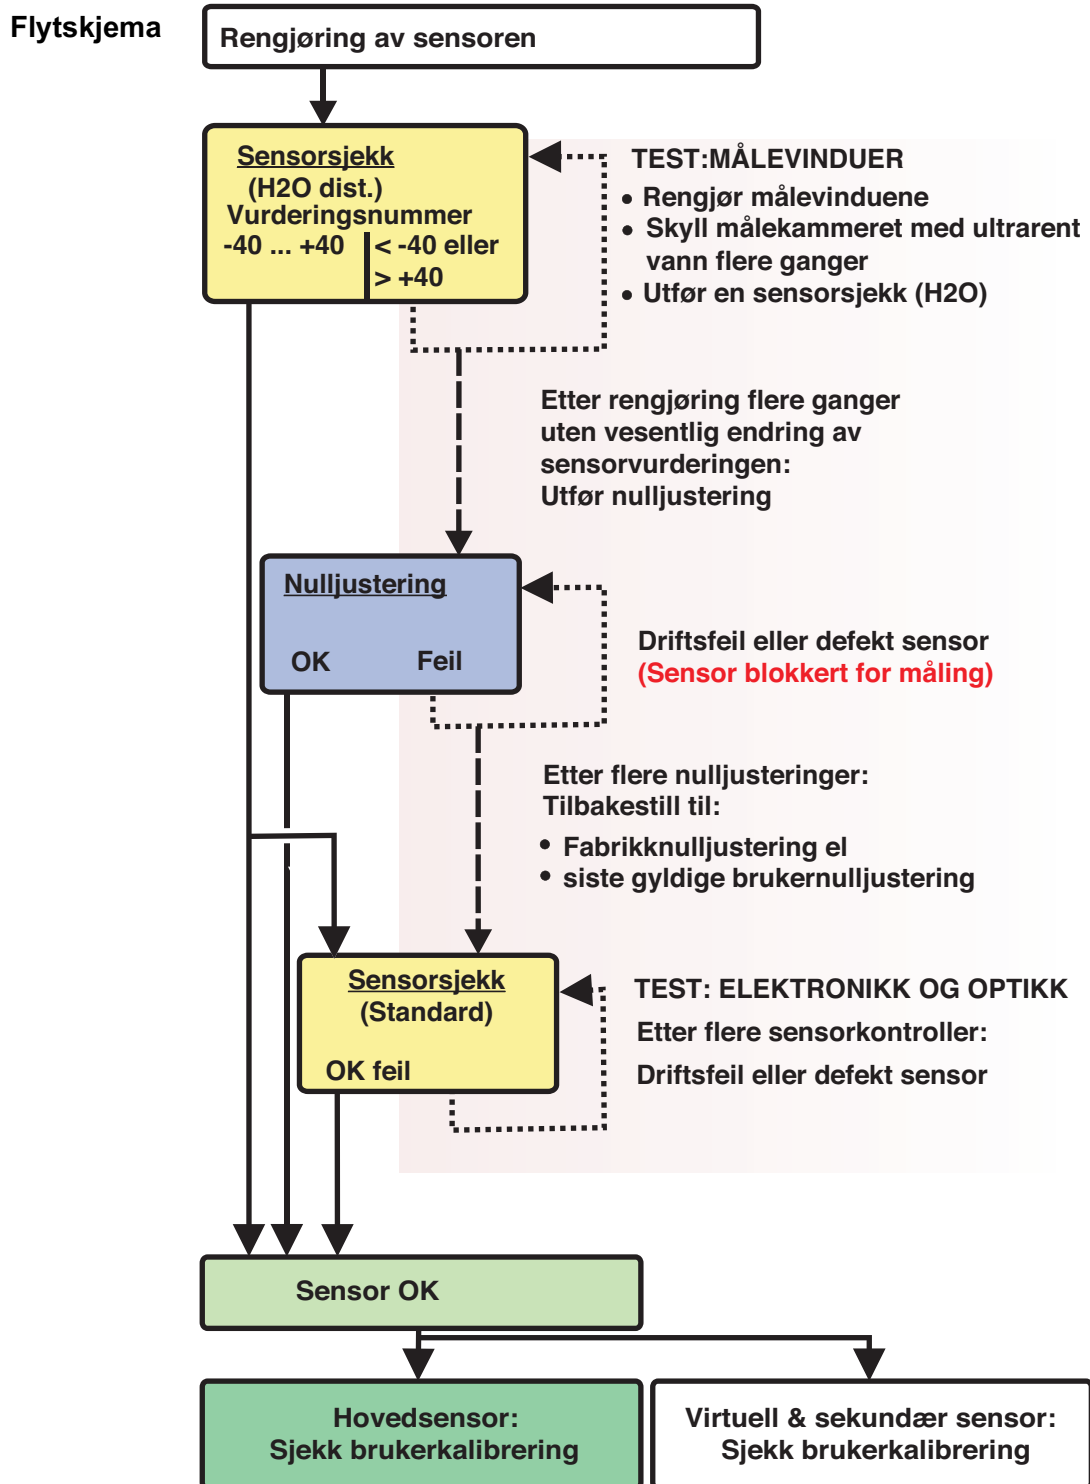 Flytskjema
Rengjøring av sensoren
Sensorsjekk
(H2O dist.)
Vurderingsnummer
-40 ... +40 < -40 eller
> +40
TEST:MÅLEVINDUER
• Rengjør målevinduene
• Skyll målekammeret med ultrarent
vann flere ganger
• Utfør en sensorsjekk (H2O)
Etter rengjøring flere ganger
uten vesentlig endring av
sensorvurderingen:
Utfør nulljustering
Nulljustering
OK Feil
Driftsfeil eller defekt sensor
(Sensor blokkert for måling)
Etter flere nulljusteringer:
Tilbakestill til:
• Fabrikknulljustering el
• siste gyldige brukernulljustering
Sensorsjekk
(Standard)
OK feil
TEST: ELEKTRONIKK OG OPTIKK
Etter flere sensorkontroller:
Driftsfeil eller defekt sensor
Sensor OK
Hovedsensor:
Sjekk brukerkalibrering
Virtuell & sekundær sensor:
Sjekk brukerkalibrering